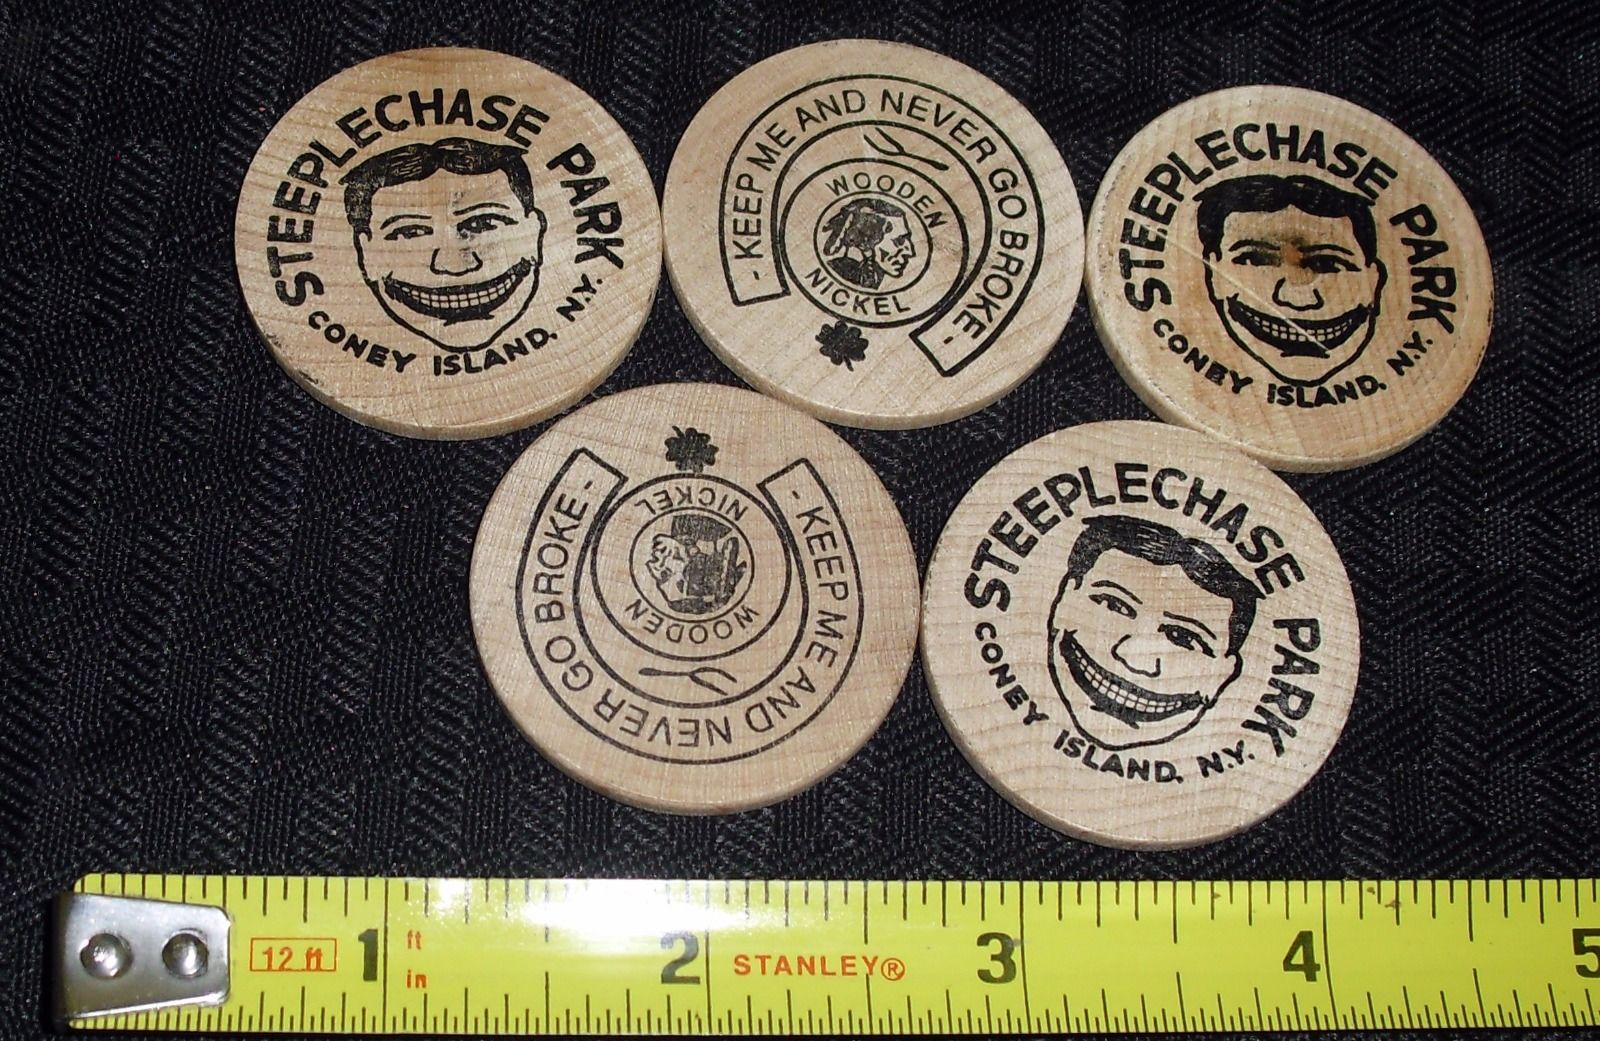 STEEPLECHASE PARK
CONEY ISLAND, N.Y.
- KEEP ME AND NEVER GO BROKE -
WOODEN
NICKEL
STEEPLECHASE PARK
CONEY ISLAND, N.Y.
- KEEP ME AND NEVER GO BROKE -
WOODEN
NICKEL
STEEPLECHASE PARK
CONEY ISLAND, N.Y.
12 ft 1 ft in 2 STANLEY® 3 4 5